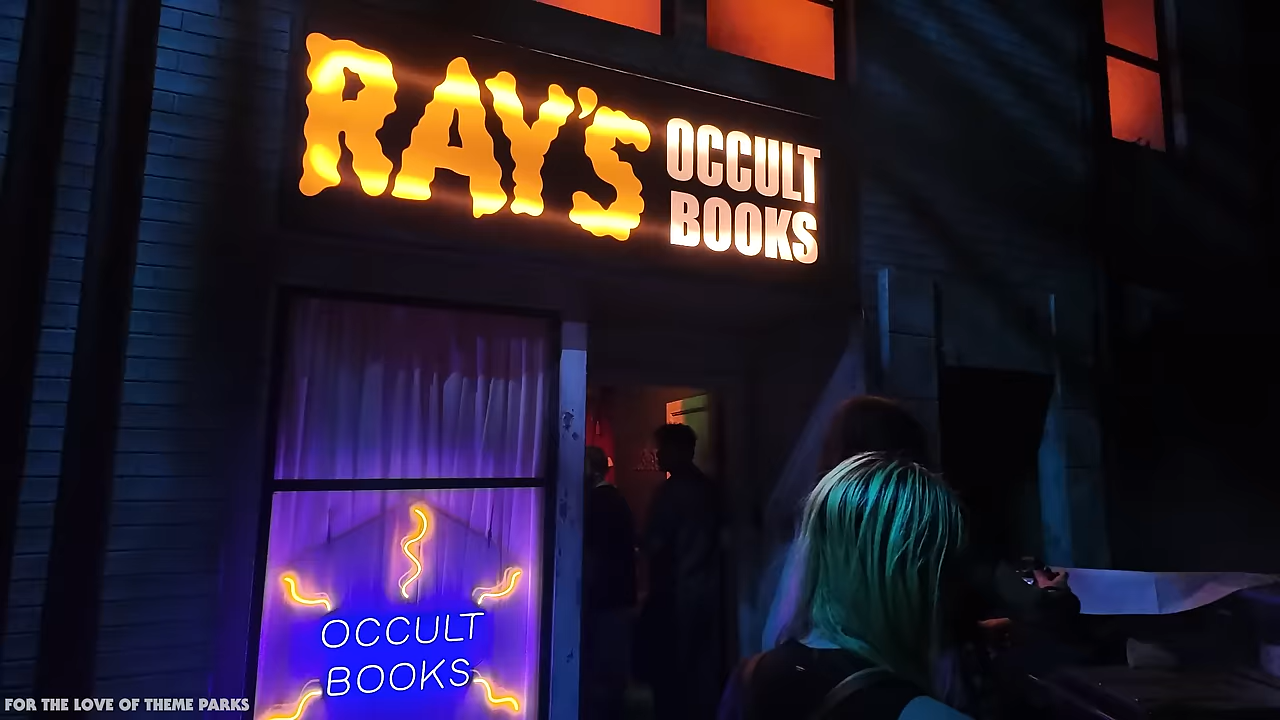 RAY'S
OCCULT
BOOKS
OCCULT
BOOKS
FOR THE LOVE OF THEME PARKS